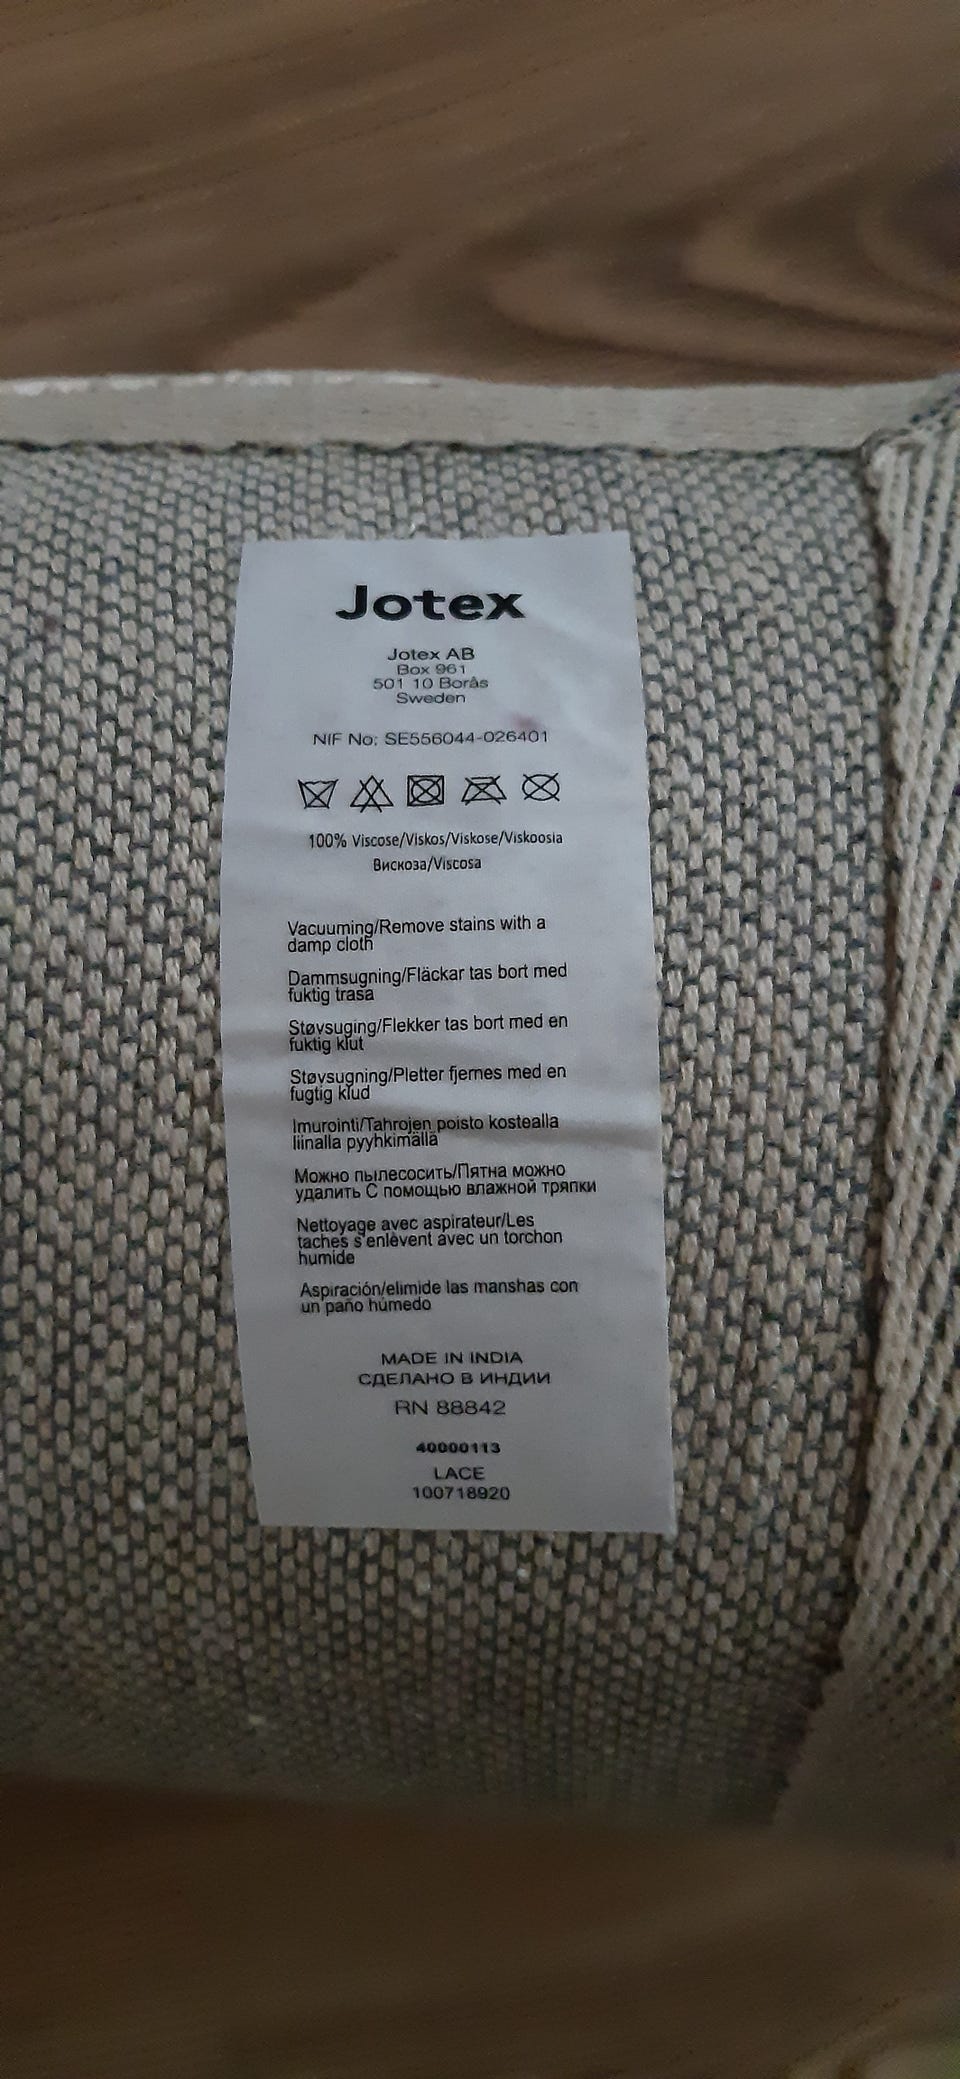 Jotex
Jotex AB
Box 961
501 10 Borås
Sweden
NIF No: SE556044-026401
100% Viscose/Viskos/Viskose/Viskoosia
Вискоза/Viscosa
Vacuuming/Remove stains with a
damp cloth
Dammsugning/Fläckar tas bort med
fuktig trasa
Støvsuging/Flekker tas bort med en
fuktig klut
Støvsugning/Pletter fjernes med en
fugtig klud
Imurointi/Tahrojen poisto kostealla
liinalla pyyhkimällä
Можно пылесосить/Пятна можно
удалить С помощью влажной тряпки
Nettoyage avec aspirateur/Les
taches s'enlèvent avec un torchon
humide
Aspiración/elimide las manshas con
un paño húmedo
MADE IN INDIA
СДЕЛАНО В ИНДИИ
RN 88842
40000113
LACE
100718920